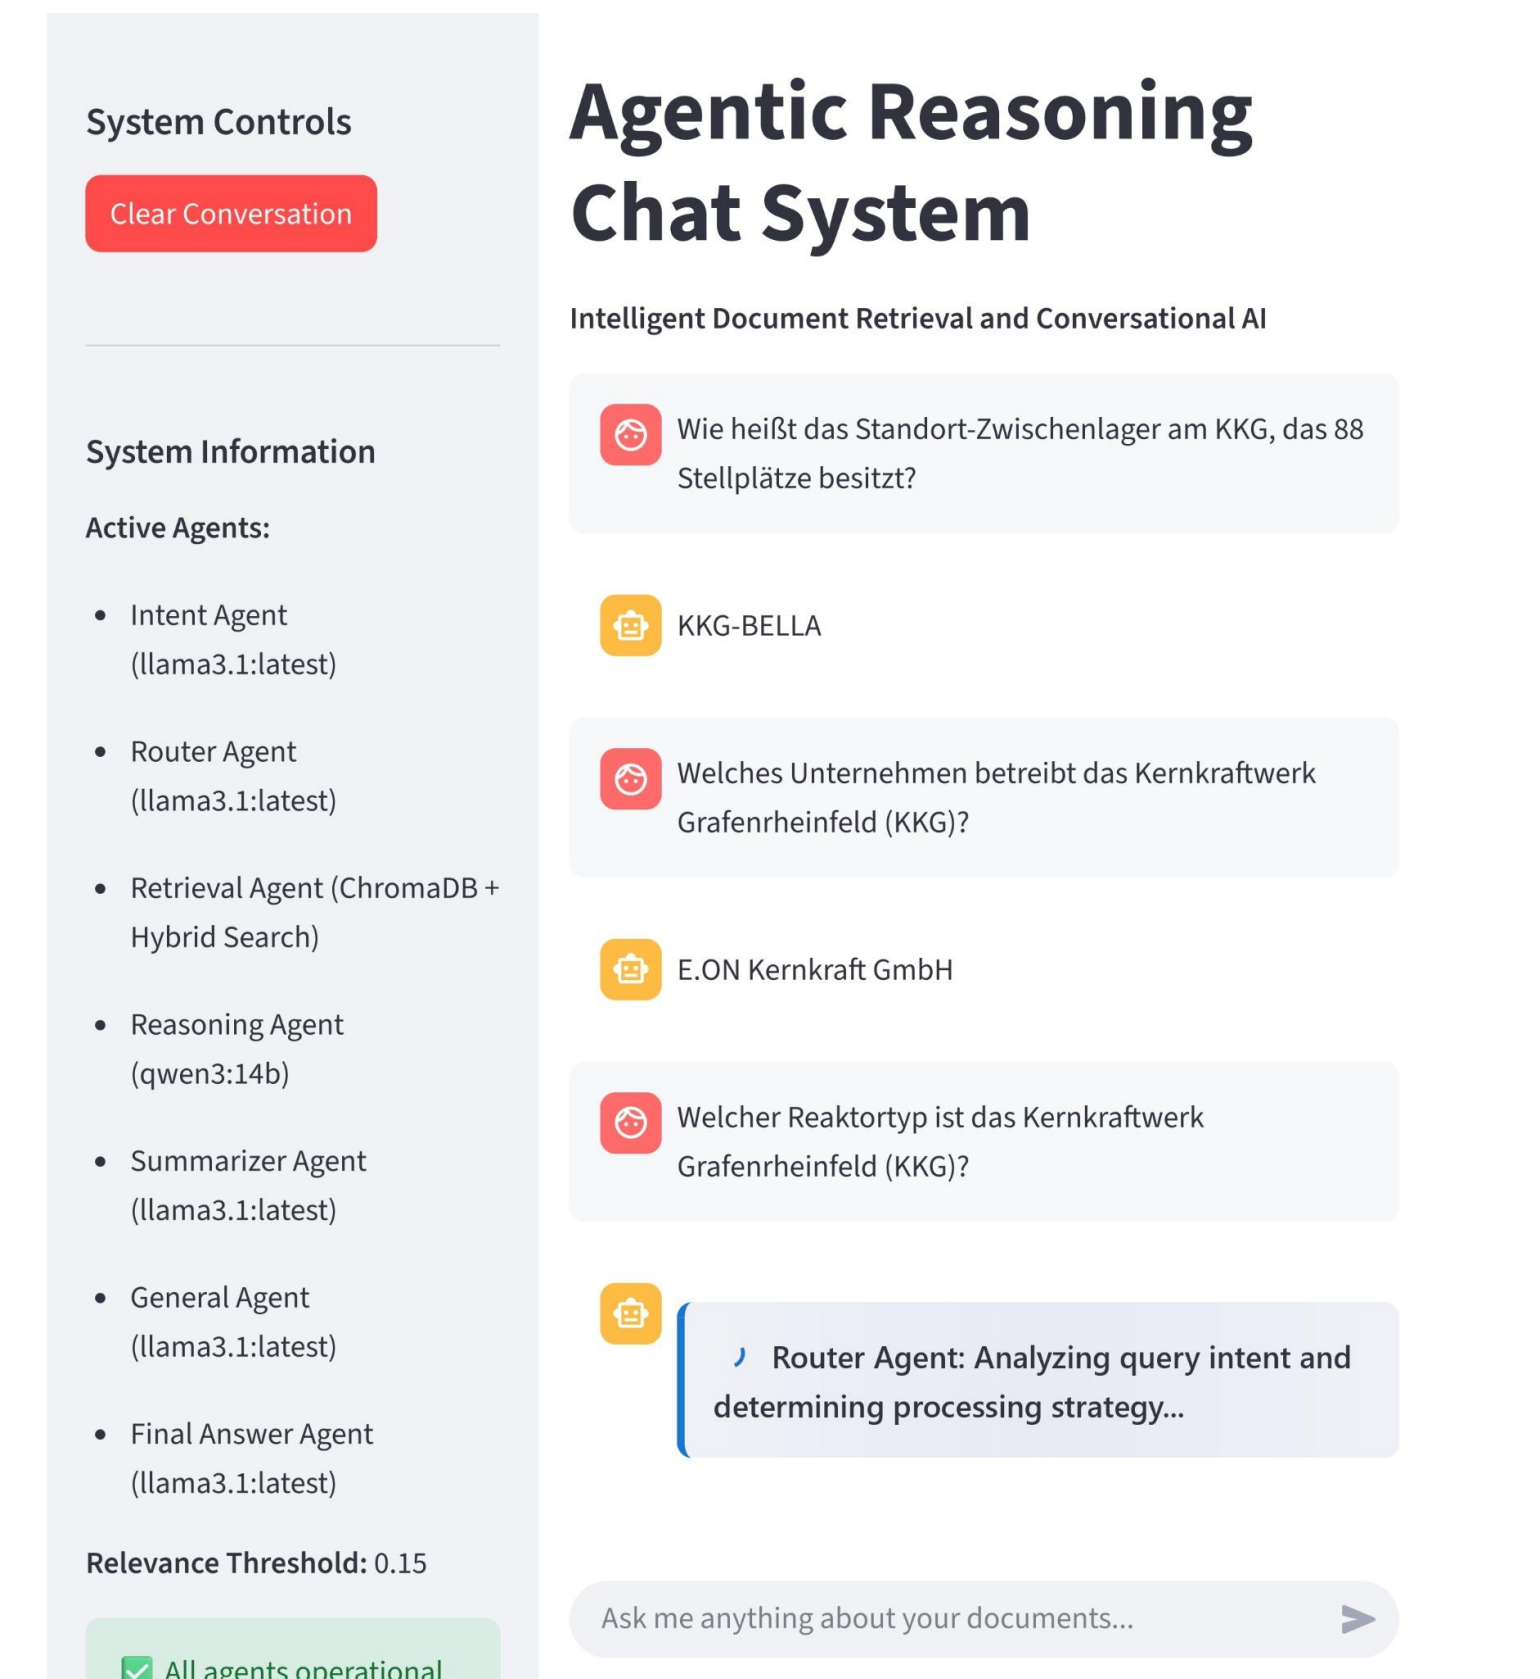 System Controls
Clear Conversation
System Information
Active Agents:
Intent Agent
(llama3.1:latest)
Router Agent
(llama3.1:latest)
Retrieval Agent (ChromaDB +
Hybrid Search)
Reasoning Agent
(qwen3:14b)
Summarizer Agent
(llama3.1:latest)
General Agent
(llama3.1:latest)
Final Answer Agent
(llama3.1:latest)
Relevance Threshold: 0.15
All agents operational
Agentic Reasoning
Chat System
Intelligent Document Retrieval and Conversational AI
Wie heißt das Standort-Zwischenlager am KKG, das 88
Stellplätze besitzt?
KKG-BELLA
Welches Unternehmen betreibt das Kernkraftwerk
Grafenrheinfeld (KKG)?
E.ON Kernkraft GmbH
Welcher Reaktortyp ist das Kernkraftwerk
Grafenrheinfeld (KKG)?
Router Agent: Analyzing query intent and
determining processing strategy...
Ask me anything about your documents...